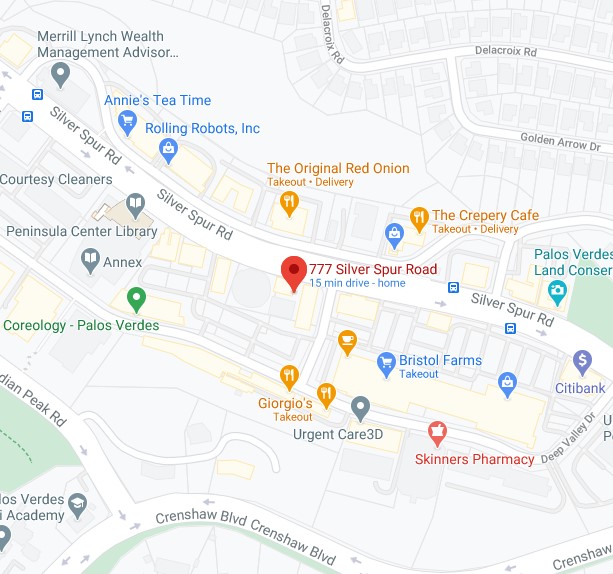 Merrill Lynch Wealth
Management Advisor...
Delacroix Rd
Delacroix Rd
Annie's Tea Time
Rolling Robots, Inc
Silver Spur Rd
Golden Arrow Dr
Courtesy Cleaners
The Original Red Onion
Takeout • Delivery
Silver Spur Rd
The Crepery Cafe
Takeout • Delivery
Peninsula Center Library
Annex
777 Silver Spur Road
15 min drive - home
Palos Verdes
Land Conser
Silver Spur Rd
Coreology - Palos Verdes
Bristol Farms
Takeout
Citibank
dian Peak Rd
Giorgio's
Takeout
Urgent Care3D
Skinners Pharmacy
Deep Valley Dr
U
Po
los Verdes
i Academy
Crenshaw Blvd
Crenshaw Blvd
Crenshaw